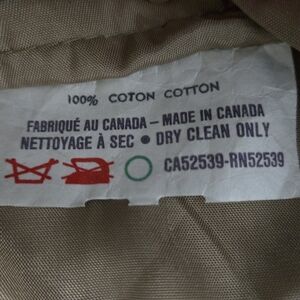 100% COTON COTTON
FABRIQUÉ AU CANADA – MADE IN CANADA
NETTOYAGE À SEC • DRY CLEAN ONLY
CA52539-RN52539